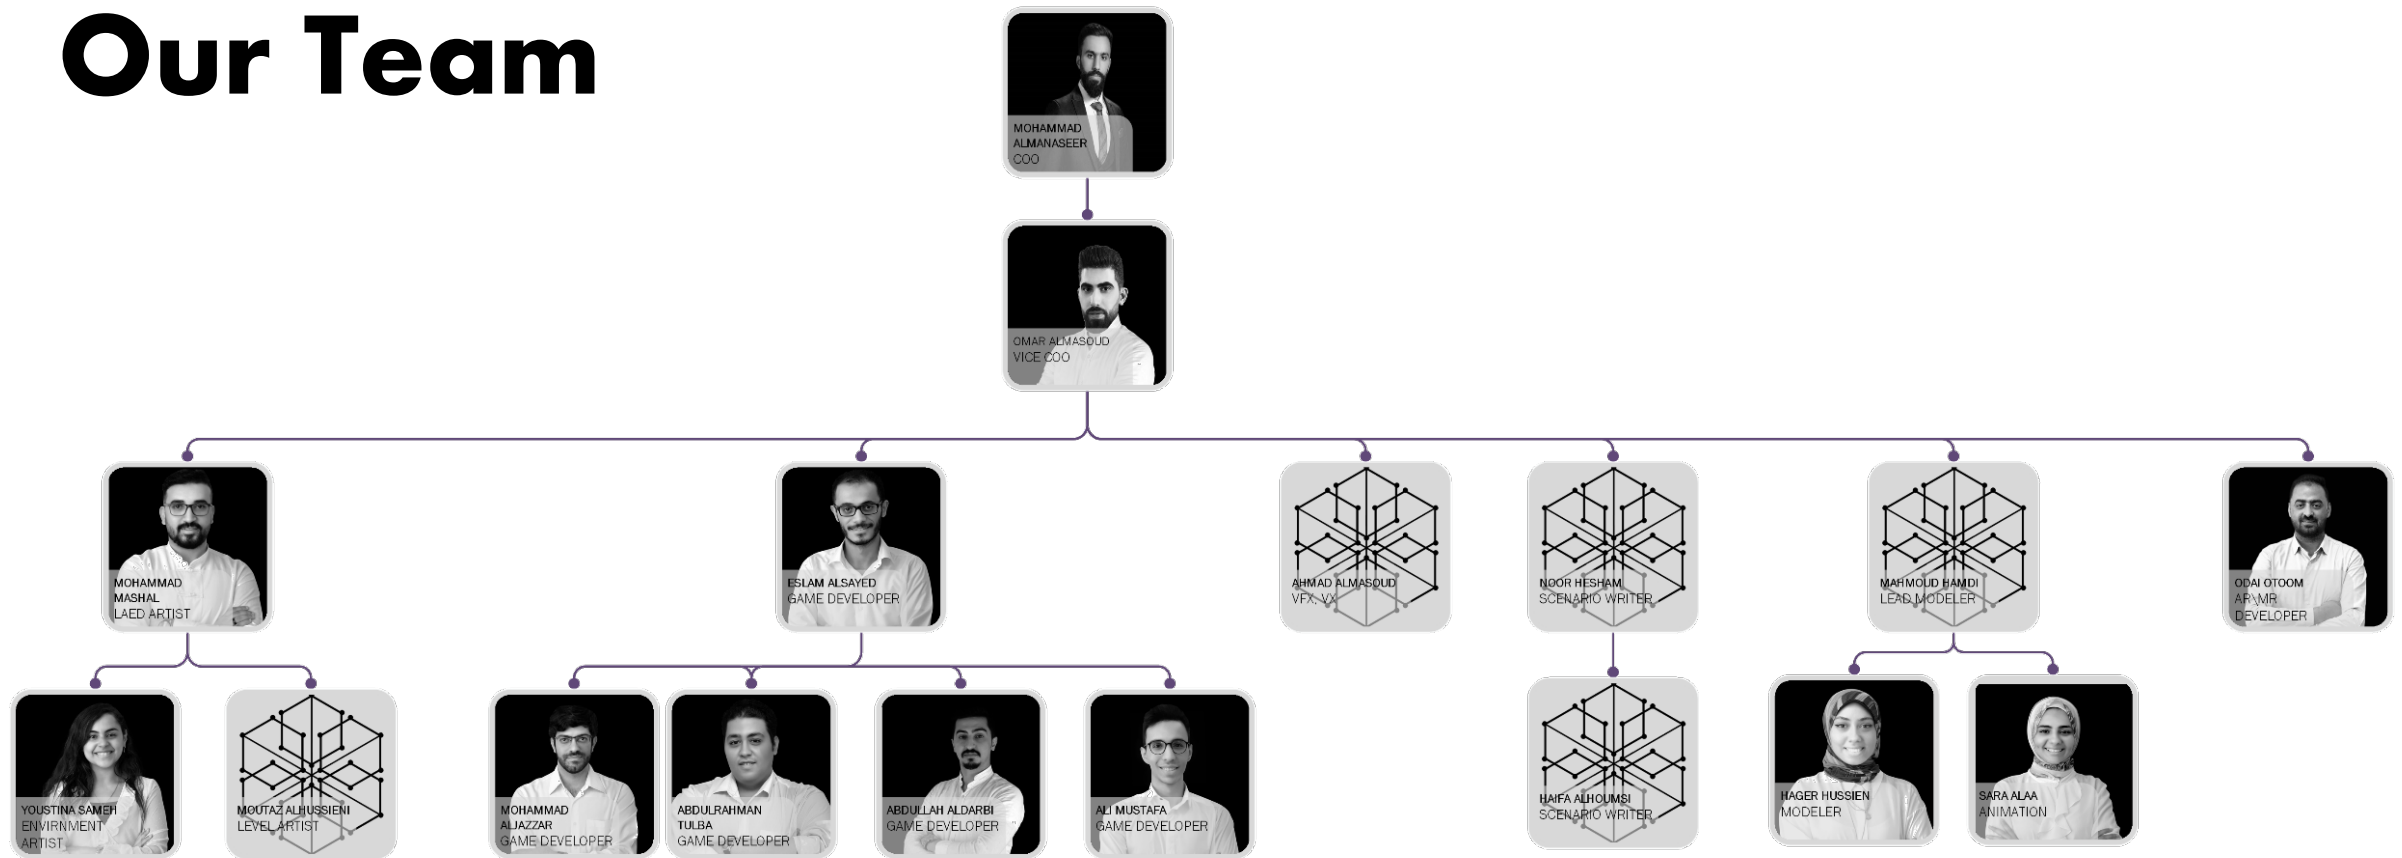 Our Team
MOHAMMAD
ALMANASEER
COO
OMAR ALMASOUD
VICE COO
MOHAMMAD
MASHAL
LAED ARTIST
ESLAM ALSAYED
GAME DEVELOPER
AHMAD ALMASOUD
VFX, VX
NOOR HESHAM
SCENARIO WRITER
MAHMOUD HAMDI
LEAD MODELER
ODAI OTOOM
AR\MR
DEVELOPER
YOUSTINA SAMEH
ENVIRNMENT
ARTIST
MOUTAZ ALHUSSIENI
LEVEL ARTIST
MOHAMMAD
ALJAZZAR
GAME DEVELOPER
ABDULRAHMAN
TULBA
GAME DEVELOPER
ABDULLAH ALDARBI
GAME DEVELOPER
ALI MUSTAFA
GAME DEVELOPER
HAIFA ALHOUMSI
SCENARIO WRITER
HAGER HUSSIEN
MODELER
SARA ALAA
ANIMATION